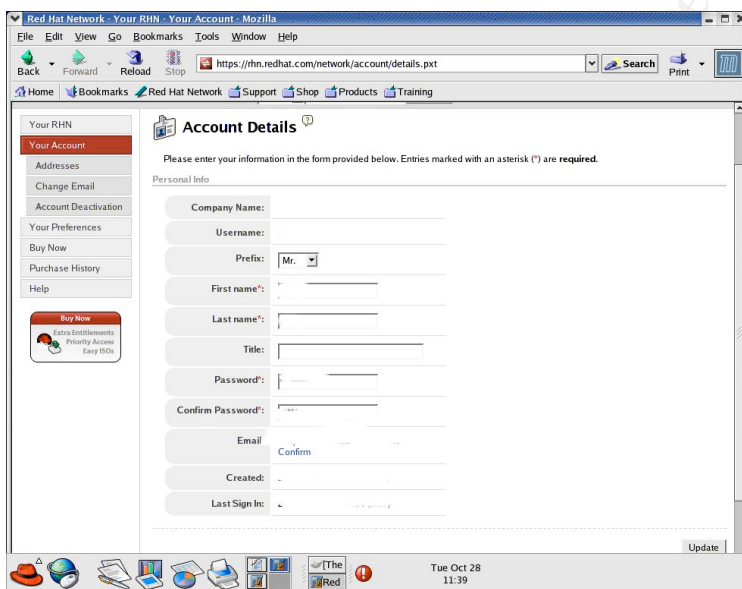 Red Hat Network - Your RHN - Your Account - Mozilla
File Edit View Go Bookmarks Tools Window Help
Back Forward Reload Stop https://rhn.redhat.com/network/account/details.pxt Search Print
Home Bookmarks Red Hat Network Support Shop Products Training
Your RHN
Your Account
Addresses
Change Email
Account Deactivation
Your Preferences
Buy Now
Purchase History
Help
Buy Now
Extra Entitlements
Priority Access
Easy ISOs
Account Details ?
Please enter your information in the form provided below. Entries marked with an asterisk (*) are required.
Personal Info
Company Name:
Username:
Prefix: Mr.
First name*:
Last name*:
Title:
Password*:
Confirm Password*:
Email
Confirm
Created:
Last Sign In:
Update
[The
Red
Tue Oct 28
11:39